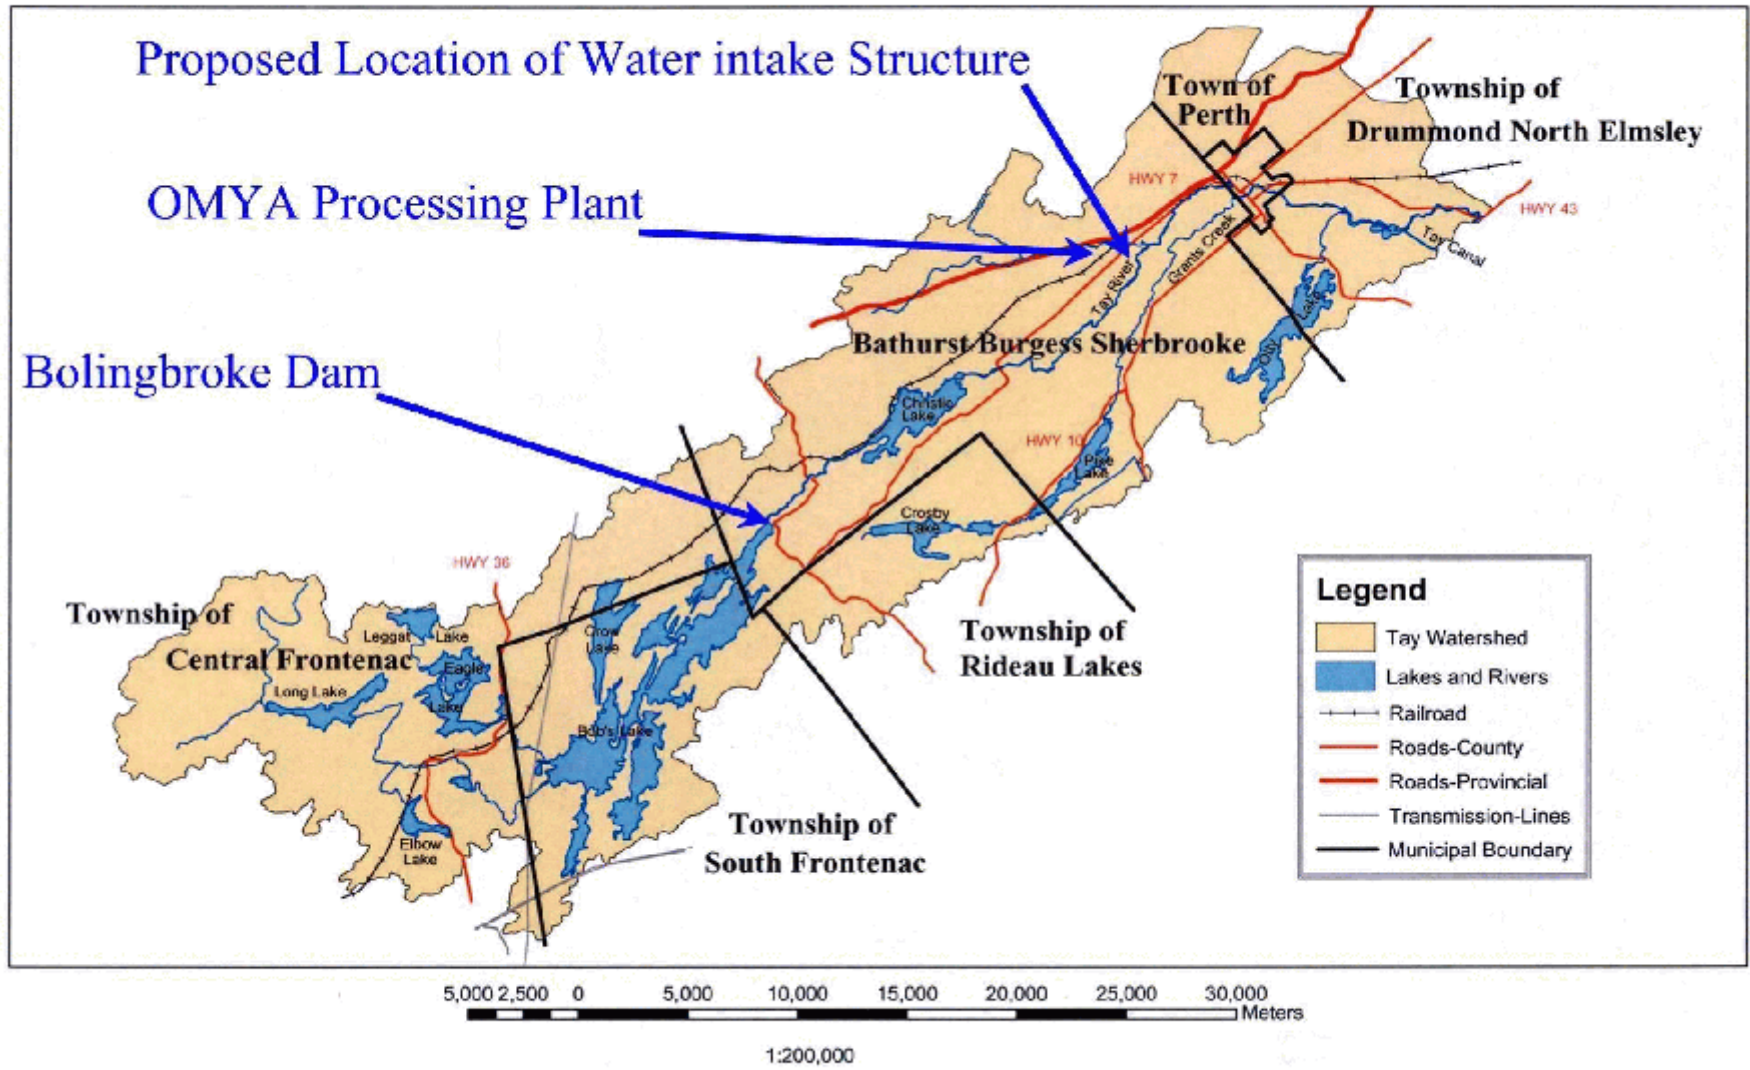 Proposed Location of Water intake Structure
OMYA Processing Plant
Bolingbroke Dam
Town of
Perth
Township of
Drummond North Elmsley
HWY 7
HWY 43
Tay Canal
Grants Creek
Tay River
Otty
Lake
Bathurst Burgess Sherbrooke
Christie
Lake
HWY 10
Pike
Lake
Crosby
Lake
HWY 36
Township of
Central Frontenac
Leggat Lake
Eagle
Lake
Long Lake
Crow
Lake
Bob's Lake
Elbow
Lake
Township of
Rideau Lakes
Township of
South Frontenac
Legend
Tay Watershed
Lakes and Rivers
Railroad
Roads-County
Roads-Provincial
Transmission-Lines
Municipal Boundary
5,000 2,500 0 5,000 10,000 15,000 20,000 25,000 30,000
Meters
1:200,000